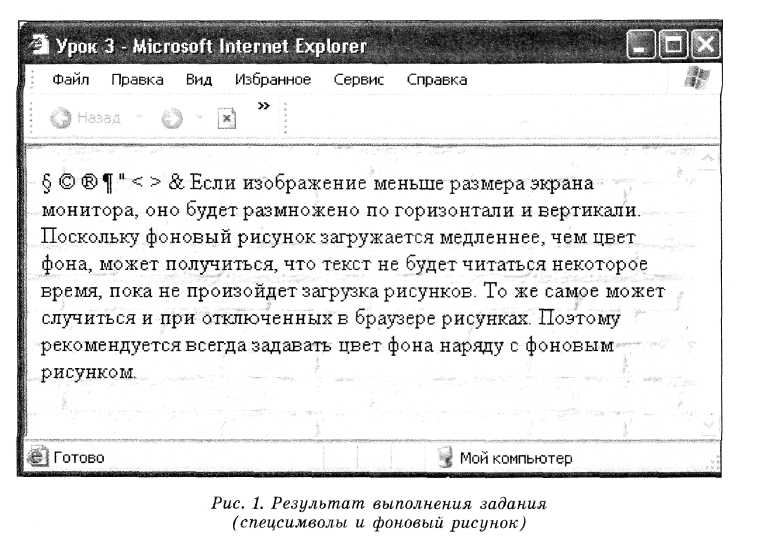 Урок 3 - Microsoft Internet Explorer
Файл Правка Вид Избранное Сервис Справка
Назад »
§ © ® ¶ " < > & Если изображение меньше размера экрана
монитора, оно будет размножено по горизонтали и вертикали.
Поскольку фоновый рисунок загружается медленнее, чем цвет
фона, может получиться, что текст не будет читаться некоторое
время, пока не произойдет загрузка рисунков. То же самое может
случиться и при отключенных в браузере рисунках. Поэтому
рекомендуется всегда задавать цвет фона наряду с фоновым
рисунком.
Готово Мой компьютер
Рис. 1. Результат выполнения задания
(спецсимволы и фоновый рисунок)